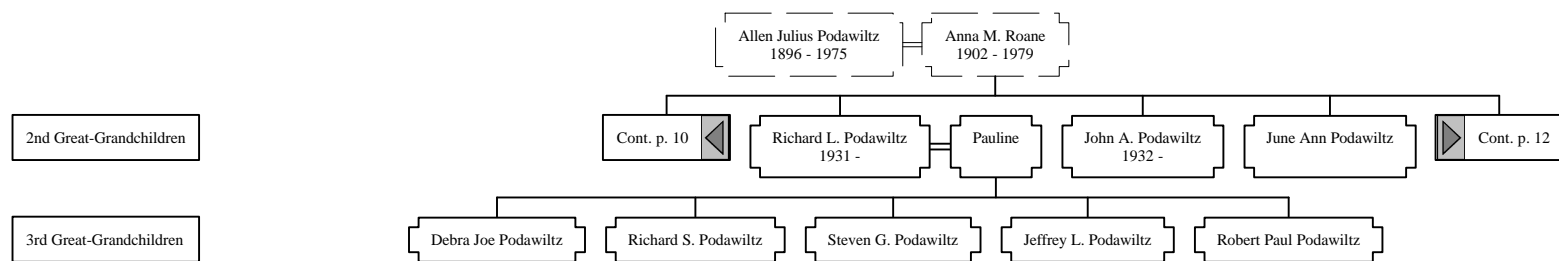 Allen Julius Podawiltz
1896 - 1975
Anna M. Roane
1902 - 1979
2nd Great-Grandchildren
Cont. p. 10
Richard L. Podawiltz
1931 -
Pauline
John A. Podawiltz
1932 -
June Ann Podawiltz
Cont. p. 12
3rd Great-Grandchildren
Debra Joe Podawiltz
Richard S. Podawiltz
Steven G. Podawiltz
Jeffrey L. Podawiltz
Robert Paul Podawiltz